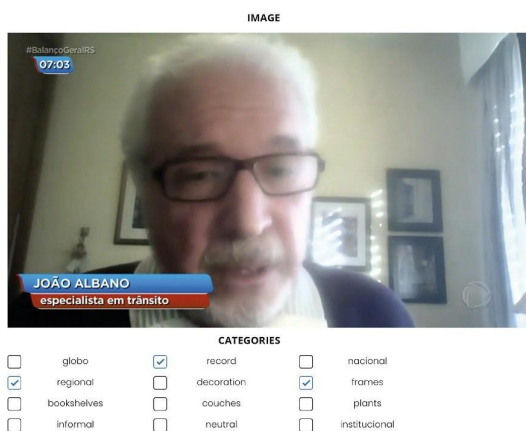 IMAGE
#BalançoGeralRS
07:03
JOÃO ALBANO
especialista em trânsito
CATEGORIES
globo
record
nacional
regional
decoration
frames
bookshelves
couches
plants
informal
neutral
institucional